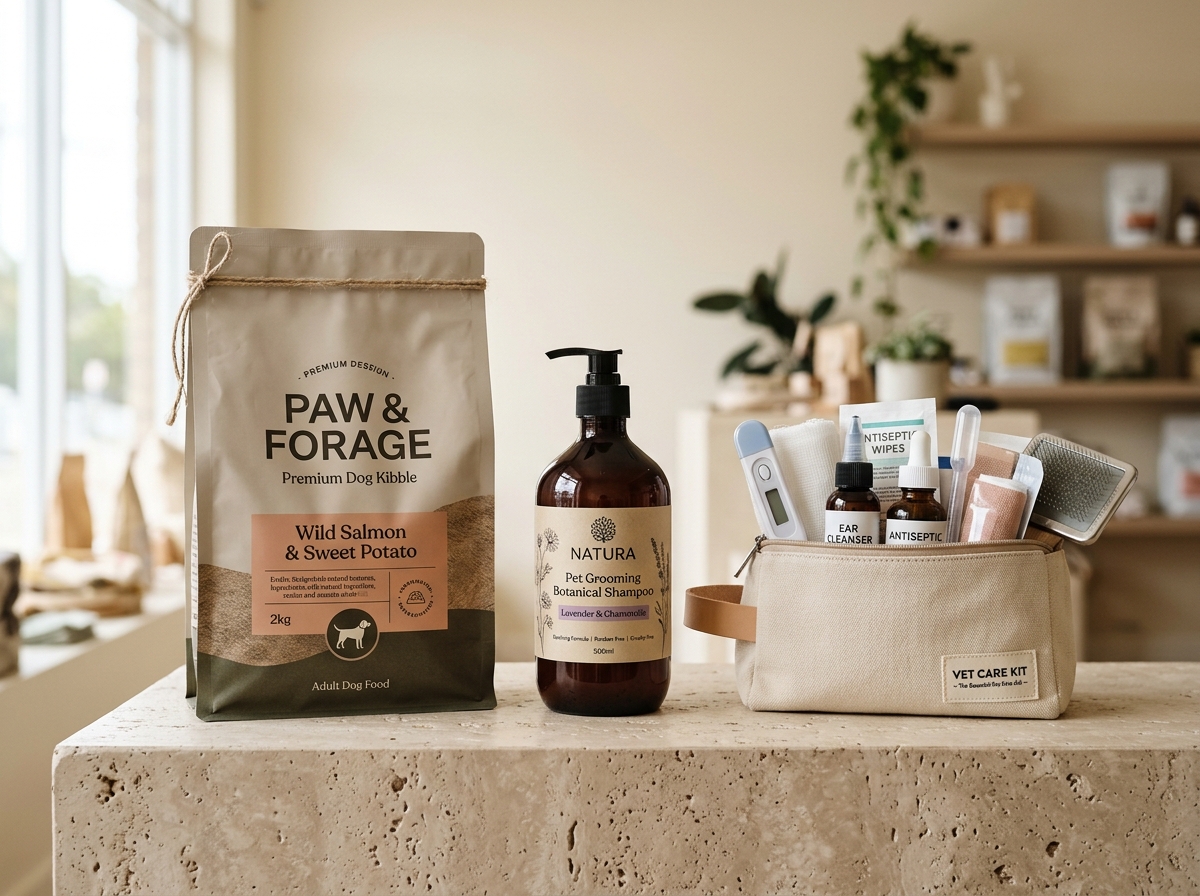 - PREMIUM DESSION -
PAW &
FORAGE
Premium Dog Kibble
Wild Salmon
& Sweet Potato
2kg
Adult Dog Food
NATURA
Pet Grooming
Botanical Shampoo
Lavender & Chamomile
500ml
ANTISEPTIC
WIPES
EAR
CLEANSER
ANTISEPTIC
VET CARE KIT